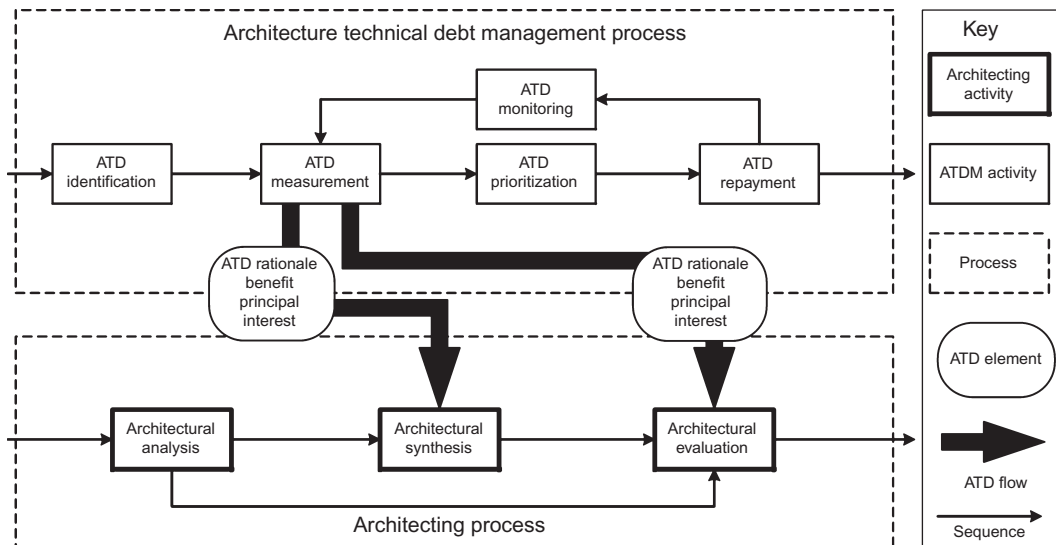 Architecture technical debt management process
ATD
monitoring
ATD
identification
ATD
measurement
ATD
prioritization
ATD
repayment
ATD rationale
benefit
principal
interest
ATD rationale
benefit
principal
interest
Architectural
analysis
Architectural
synthesis
Architectural
evaluation
Architecting process
Key
Architecting
activity
ATDM activity
Process
ATD element
ATD flow
Sequence